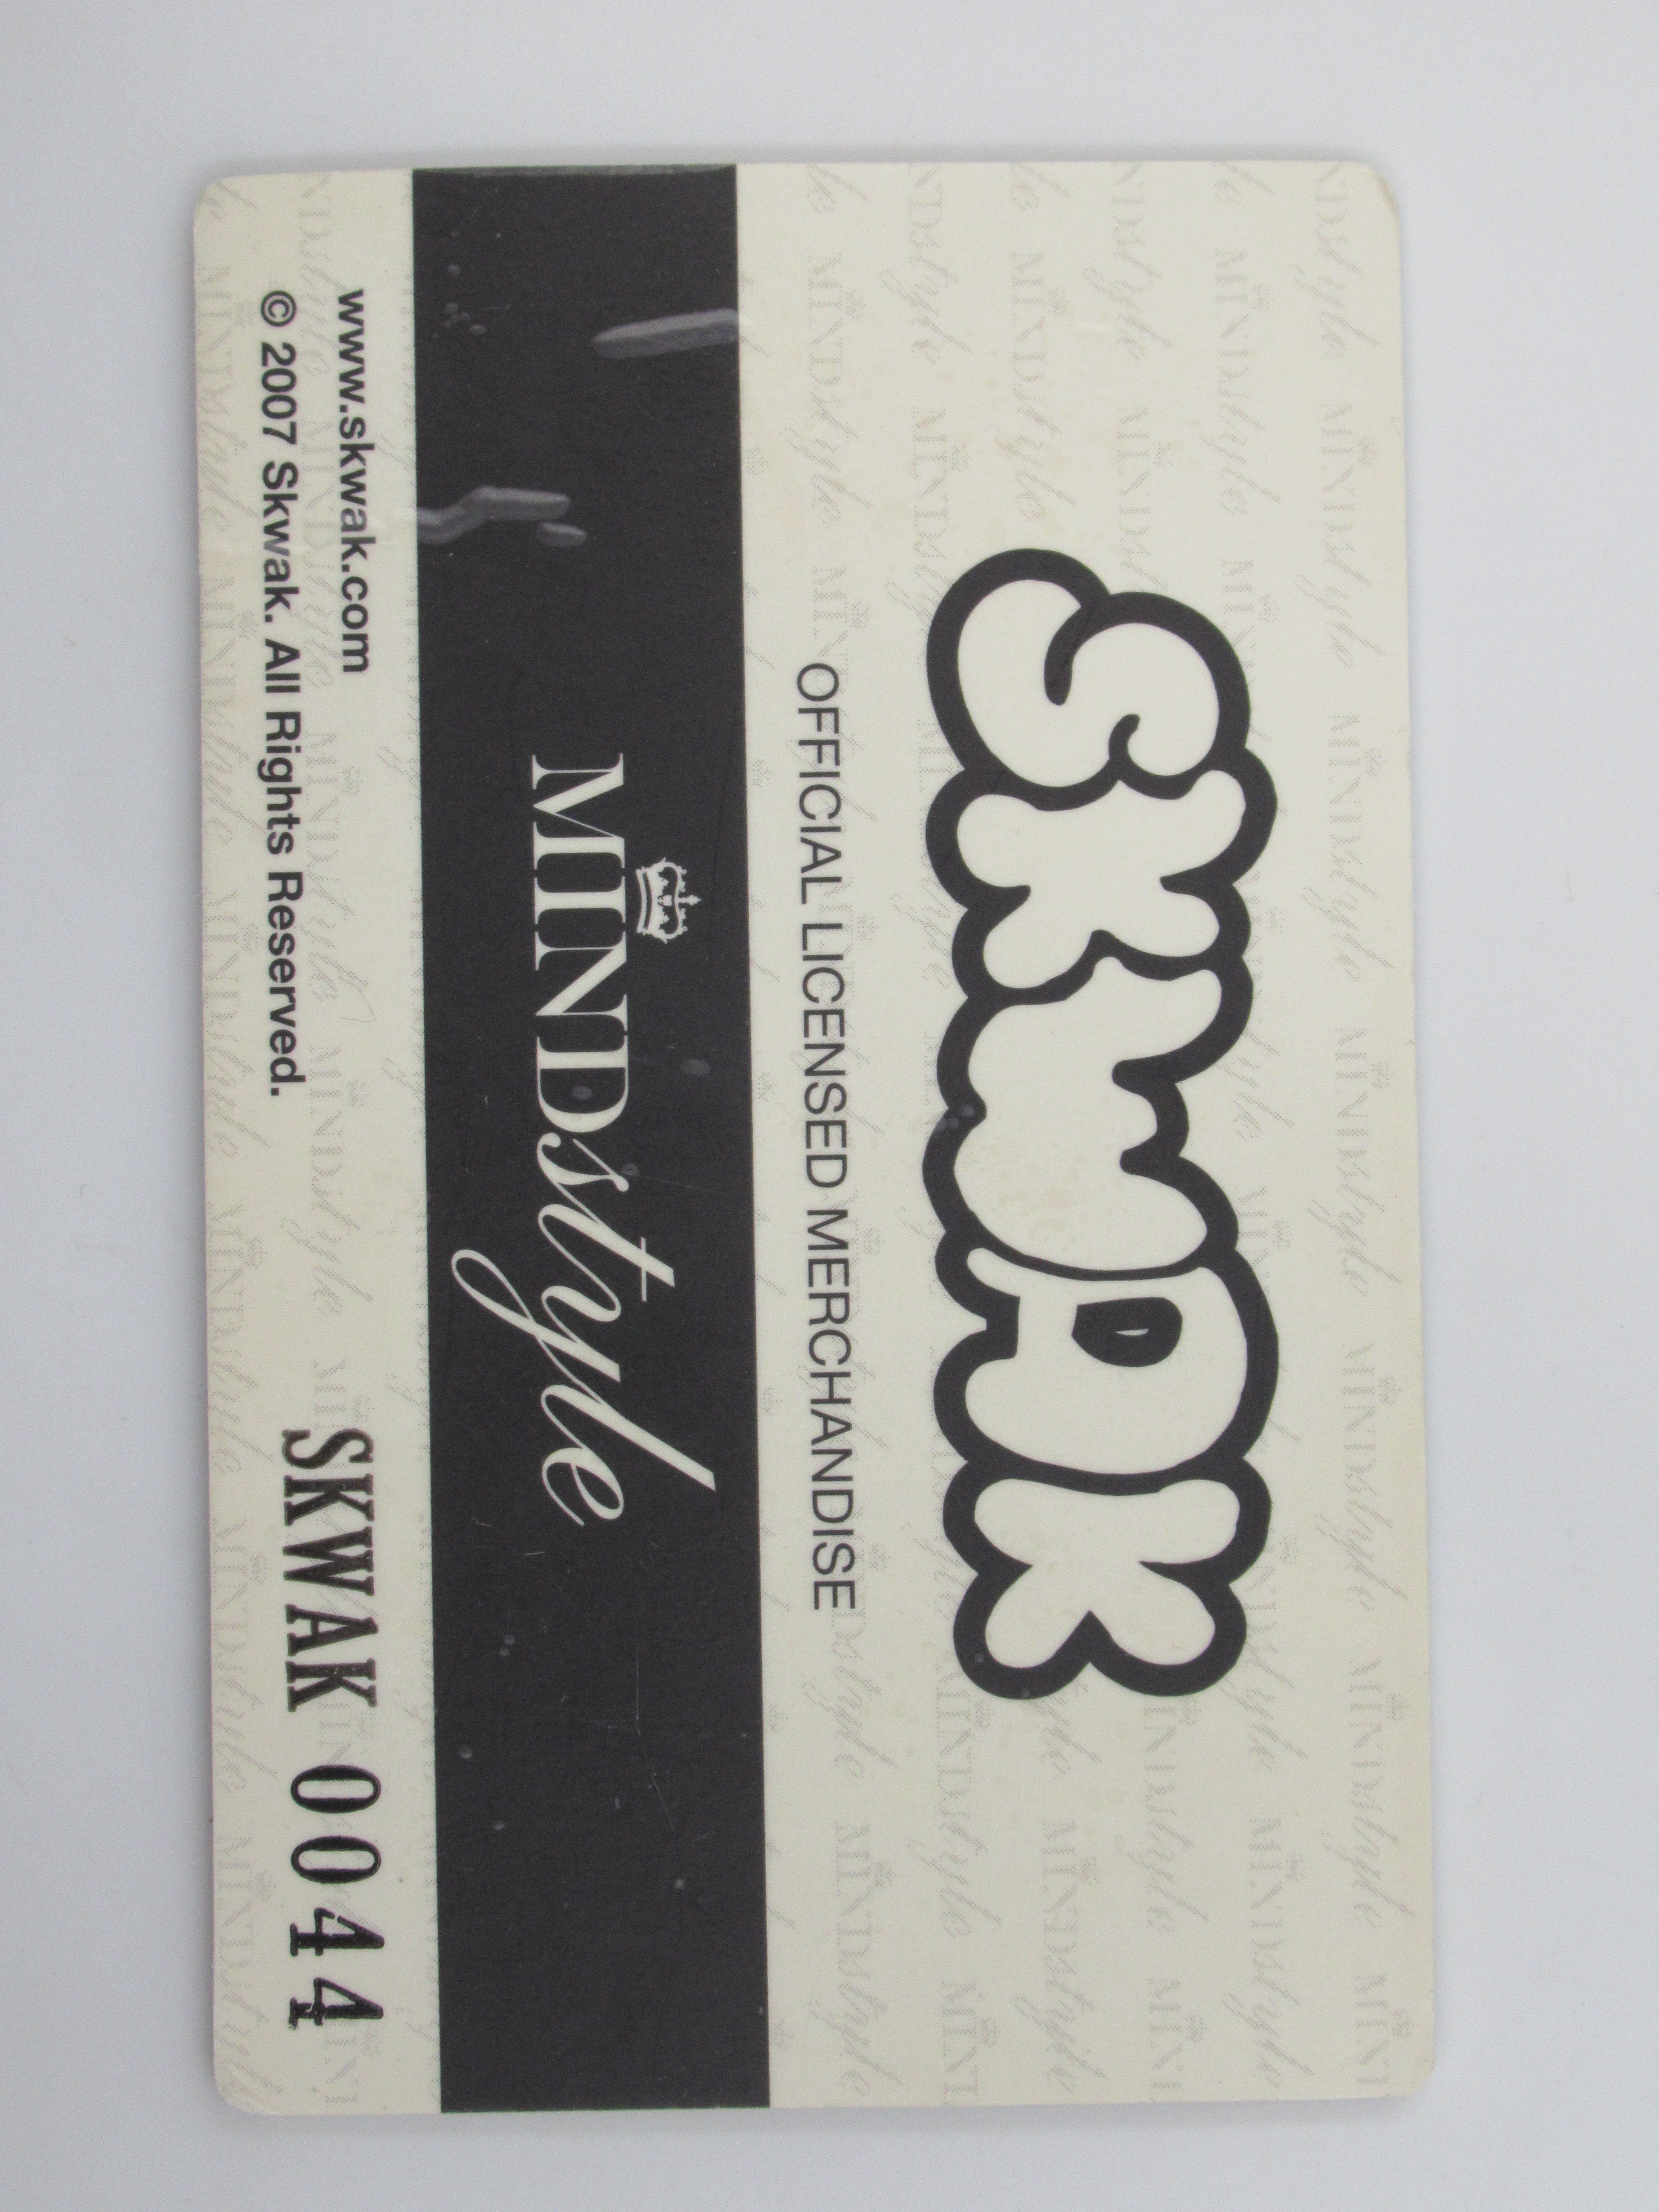 skwak
OFFICIAL LICENSED MERCHANDISE
MINDstyle
www.skwak.com
© 2007 Skwak. All Rights Reserved.
SKWAK 0044